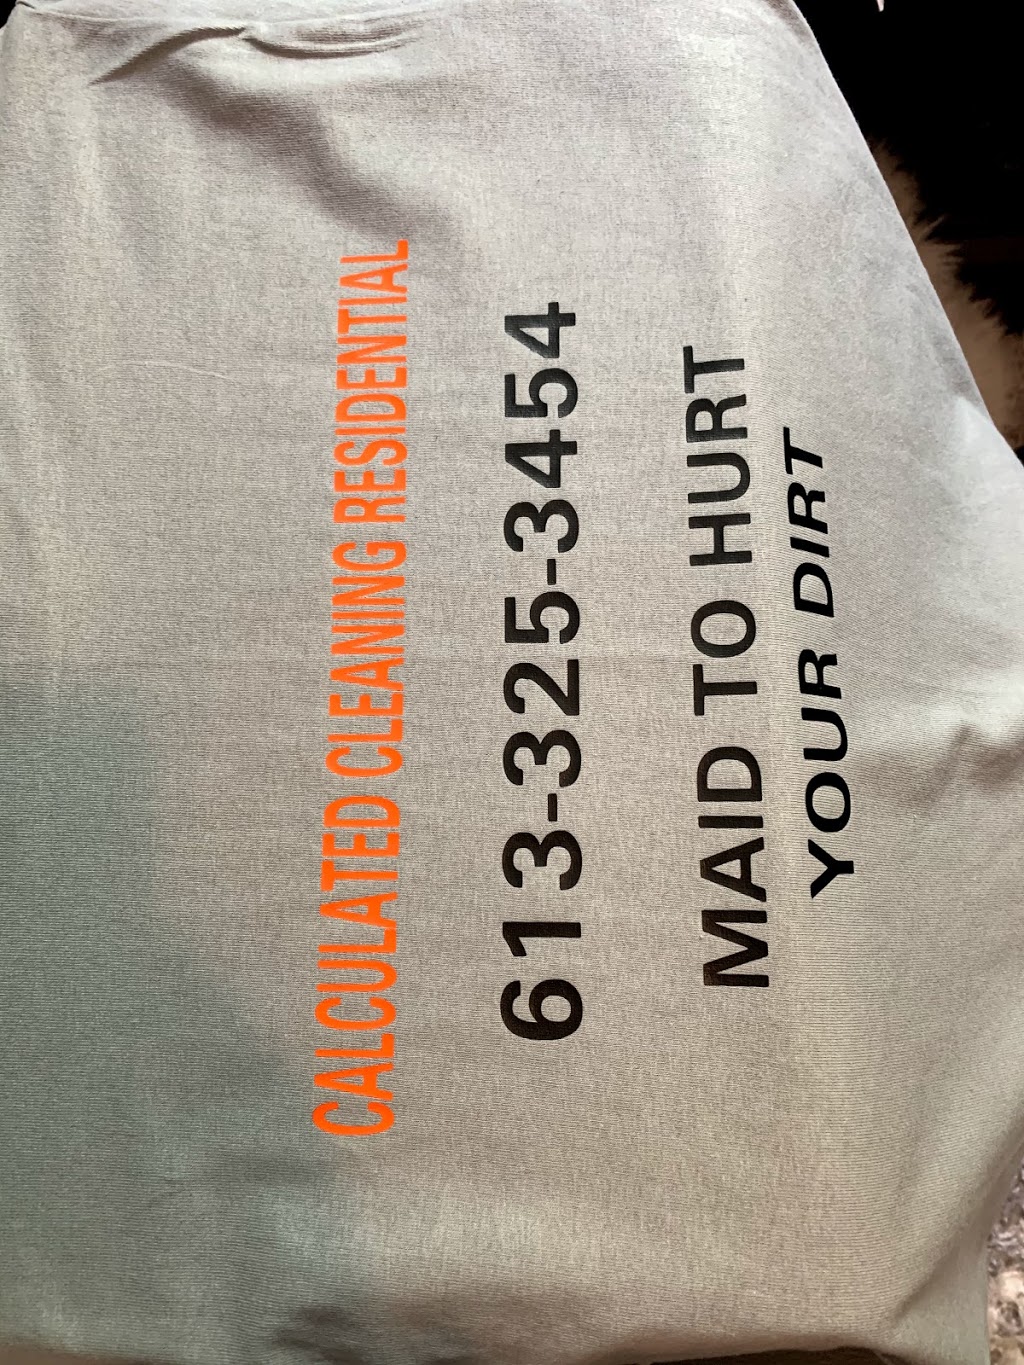 CALCULATED CLEANING RESIDENTIAL
613-325-3454
MAID TO HURT
YOUR DIRT